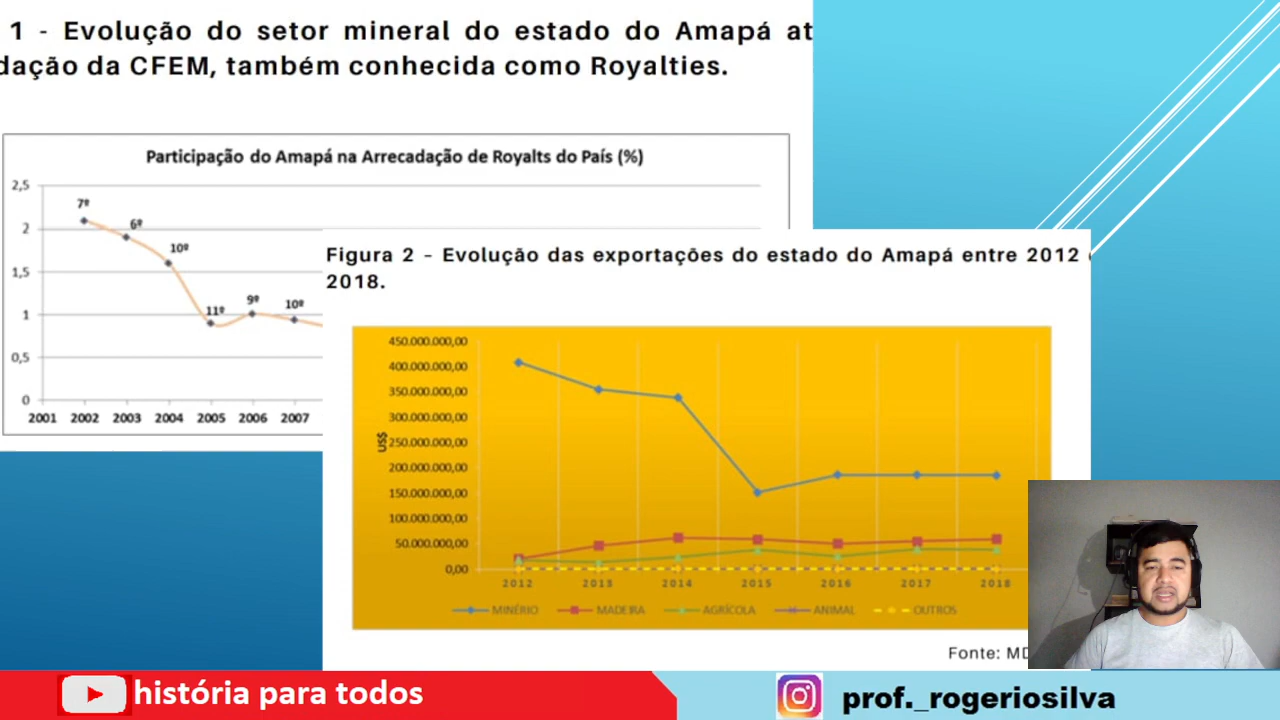 1 - Evolução do setor mineral do estado do Amapá at
dação da CFEM, também conhecida como Royalties.
Participação do Amapá na Arrecadação de Royalts do País (%)
2,5
2
1,5
1
0,5
0
7º
6º
10º
11º
9º
10º
2001 2002 2003 2004 2005 2006 2007
Figura 2 - Evolução das exportações do estado do Amapá entre 2012
2018.
US$
450.000.000,00
400.000.000,00
350.000.000,00
300.000.000,00
250.000.000,00
200.000.000,00
150.000.000,00
100.000.000,00
50.000.000,00
0,00
2012 2013 2014 2015 2016 2017 2018
MINÉRIO MADEIRA AGRÍCOLA ANIMAL OUTROS
Fonte: MD
história para todos
prof._rogeriosilva